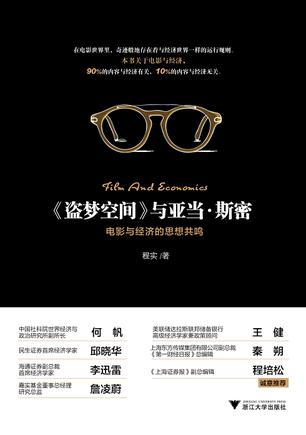 在电影世界里，奇迹般地存在着与经济世界一样的运行规则。
本书关于电影与经济，
90%的内容与经济有关，10%的内容与经济无关。
Film And Economics
《盗梦空间》与亚当·斯密
电影与经济的思想共鸣
程实/著
中国社科院世界经济与
政治研究所副所长 何 帆
民生证券首席经济学家 邱晓华
海通证券副总裁
首席经济学家 李迅雷
嘉实基金董事总经理
研究总监 詹凌蔚
美联储达拉斯联邦储备银行
高级经济学家兼政策顾问 王 健
上海东方传媒集团有限公司副总裁
《第一财经日报》总编辑 秦 朔
《上海证券报》副总编辑 程培松
诚意推荐
ZHEJIANG UNIVERSITY PRESS
浙江大学出版社